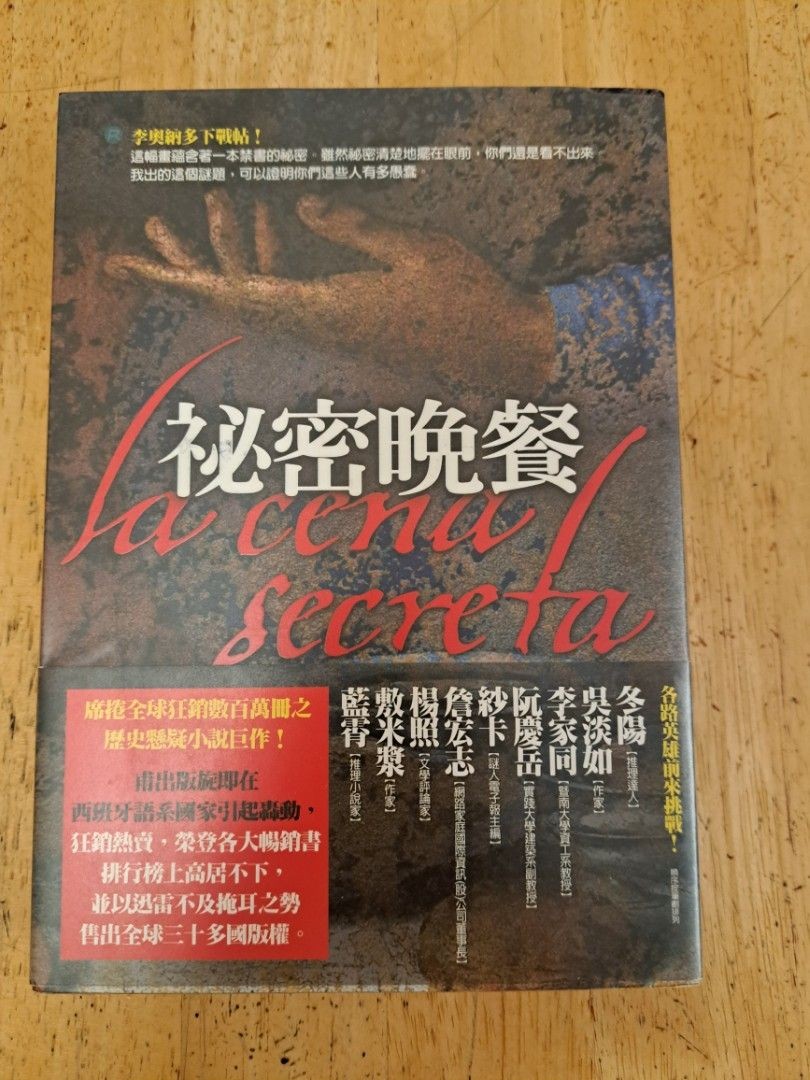 李奧納多下戰帖！
這幅畫蘊含著一本禁書的祕密。雖然祕密清楚地擺在眼前，你們還是看不出來
我出的這個謎題，可以證明你們這些人有多愚蠢。
祕密晚餐
la cena
secreta
各路英雄前來挑戰！
順序按筆劃排列
冬陽【推理達人】
吳淡如【作家】
李家同【暨南大學資工系教授】
阮慶岳【實踐大學建築系副教授】
紗卡【謎人電子報主編】
詹宏志【網路家庭國際資訊（股）公司董事長】
楊照【文學評論家】
敷米漿【作家】
藍霄【推理小說家】
席捲全球狂銷數百萬冊之
歷史懸疑小說巨作！
甫出版旋即在
西班牙語系國家引起轟動，
狂銷熱賣，榮登各大暢銷書
排行榜上高居不下，
並以迅雷不及掩耳之勢
售出全球三十多國版權。